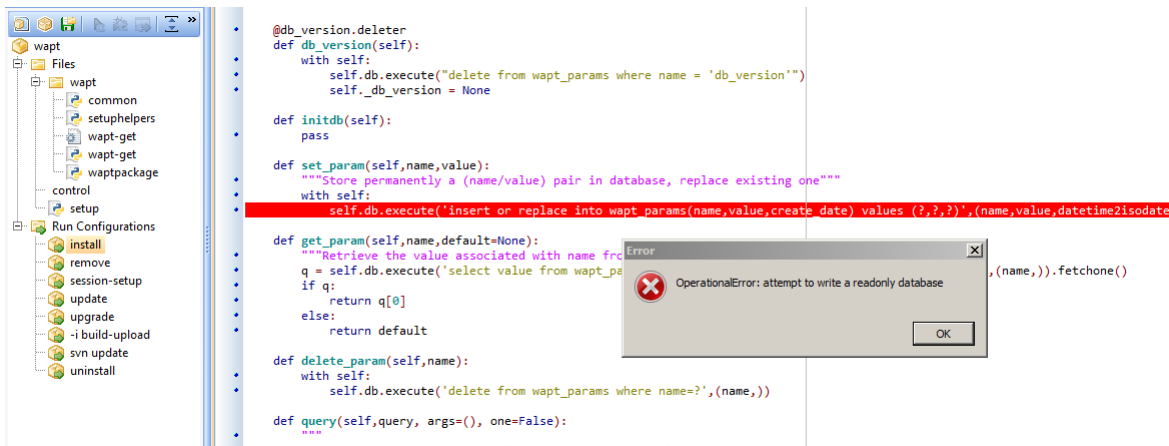 »
wapt
Files
wapt
common
setuphelpers
wapt-get
wapt-get
waptpackage
control
setup
Run Configurations
install
remove
session-setup
update
upgrade
-i build-upload
svn update
uninstall
@db_version.deleter
def db_version(self):
with self:
self.db.execute("delete from wapt_params where name = 'db_version'")
self._db_version = None
def initdb(self):
pass
def set_param(self,name,value):
"""Store permanently a (name/value) pair in database, replace existing one"""
with self:
self.db.execute('insert or replace into wapt_params(name,value,create_date) values (?,?,?)',(name,value,datetime2isodate
def get_param(self,name,default=None):
"""Retrieve the value associated with name fro
q = self.db.execute('select value from wapt_pa ,(name,)).fetchone()
if q:
return q[0]
else:
return default
def delete_param(self,name):
with self:
self.db.execute('delete from wapt_params where name=?',(name,))
def query(self,query, args=(), one=False):
"""
Error
OperationalError: attempt to write a readonly database
OK